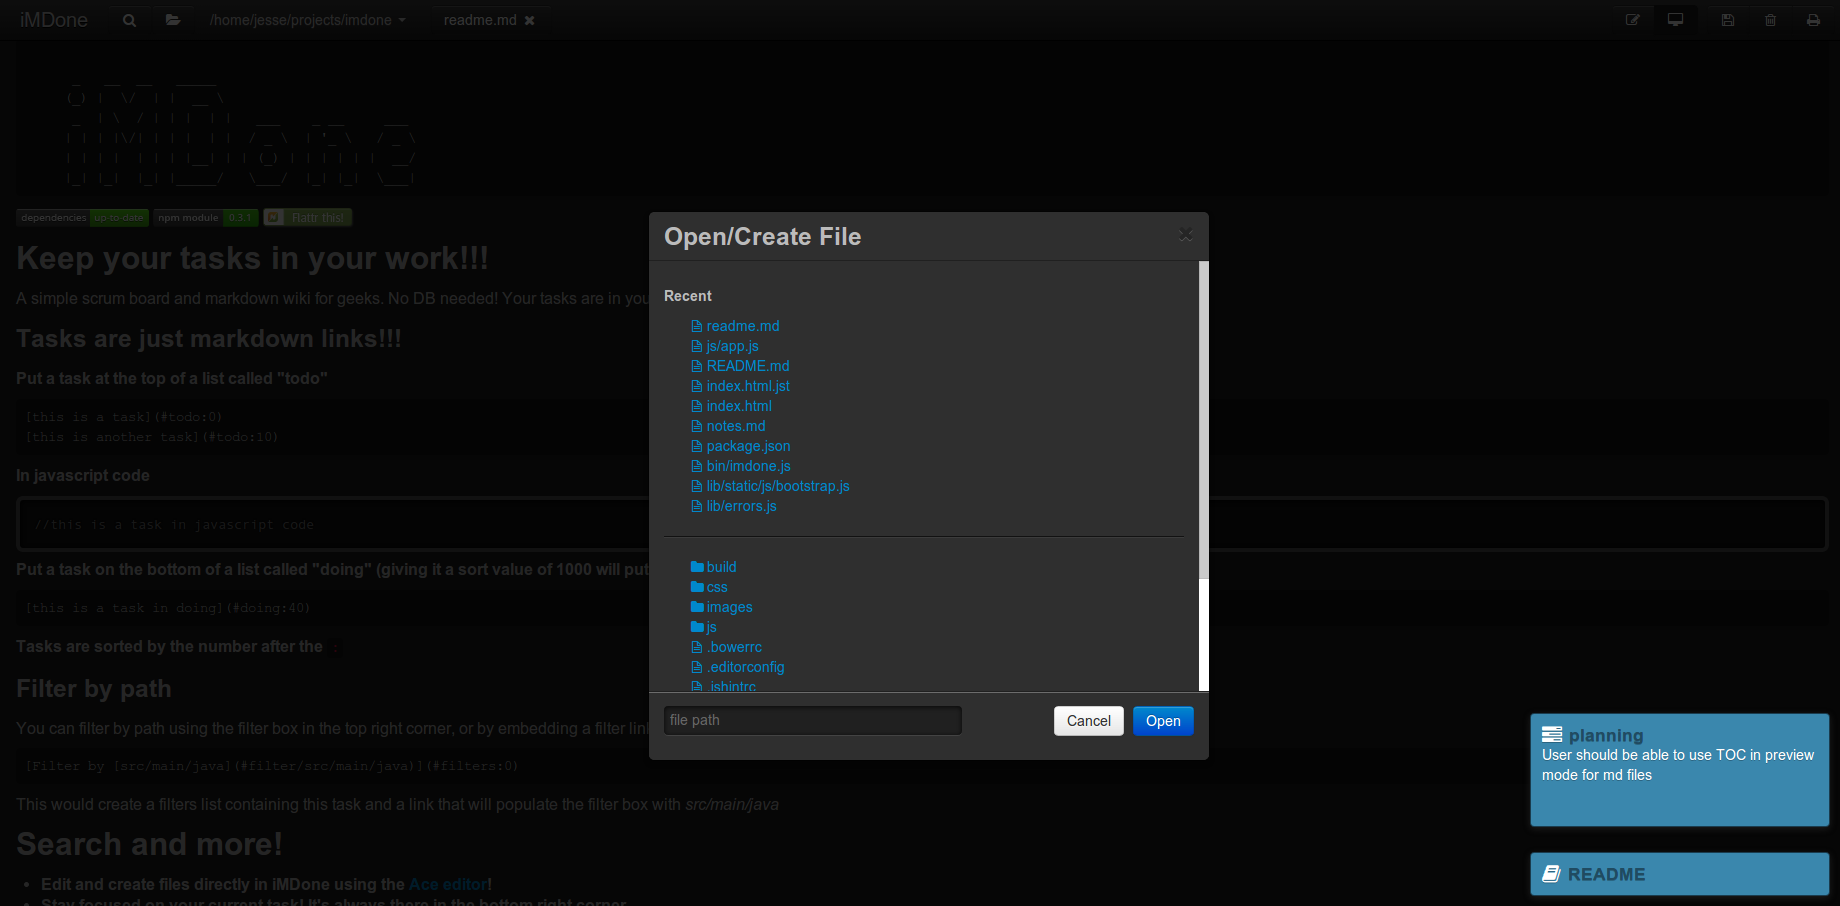 iMDone /home/jesse/projects/imdone readme.md
dependencies up-to-date npm module 0.3.1 Flattr this!
Keep your tasks in your work!!!
A simple scrum board and markdown wiki for geeks. No DB needed! Your tasks are in
Tasks are just markdown links!!!
Put a task at the top of a list called "todo"
[this is a task](#todo:0)
[this is another task](#todo:10)
In javascript code
//this is a task in javascript code
Put a task on the bottom of a list called "doing" (giving it a sort value of 1000 will put
[this is a task in doing](#doing:40)
Tasks are sorted by the number after the :
Filter by path
You can filter by path using the filter box in the top right corner, or by embedding a filter
[Filter by [src/main/java](#filter/src/main/java)](#filters:0)
This would create a filters list containing this task and a link that will populate the filter box with src/main/java
Search and more!
Edit and create files directly in iMDone using the Ace editor!
Stay focused on your current task! It's always there in the bottom right corner
Open/Create File
Recent
readme.md
js/app.js
README.md
index.html.jst
index.html
notes.md
package.json
bin/imdone.js
lib/static/js/bootstrap.js
lib/errors.js
build
css
images
js
.bowerrc
.editorconfig
.jshintrc
file path Cancel Open
planning
User should be able to use TOC in preview
mode for md files
README